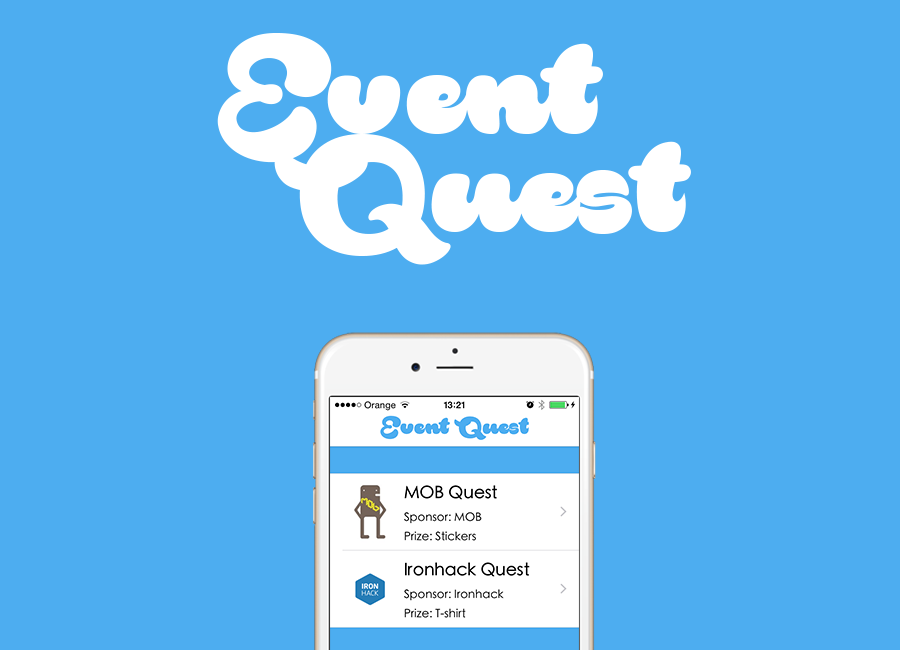 Event
Quest
Orange 13:21
Event Quest
MOB Quest
MOB
Sponsor: MOB
Prize: Stickers
Ironhack Quest
IRON
HACK
Sponsor: Ironhack
Prize: T-shirt